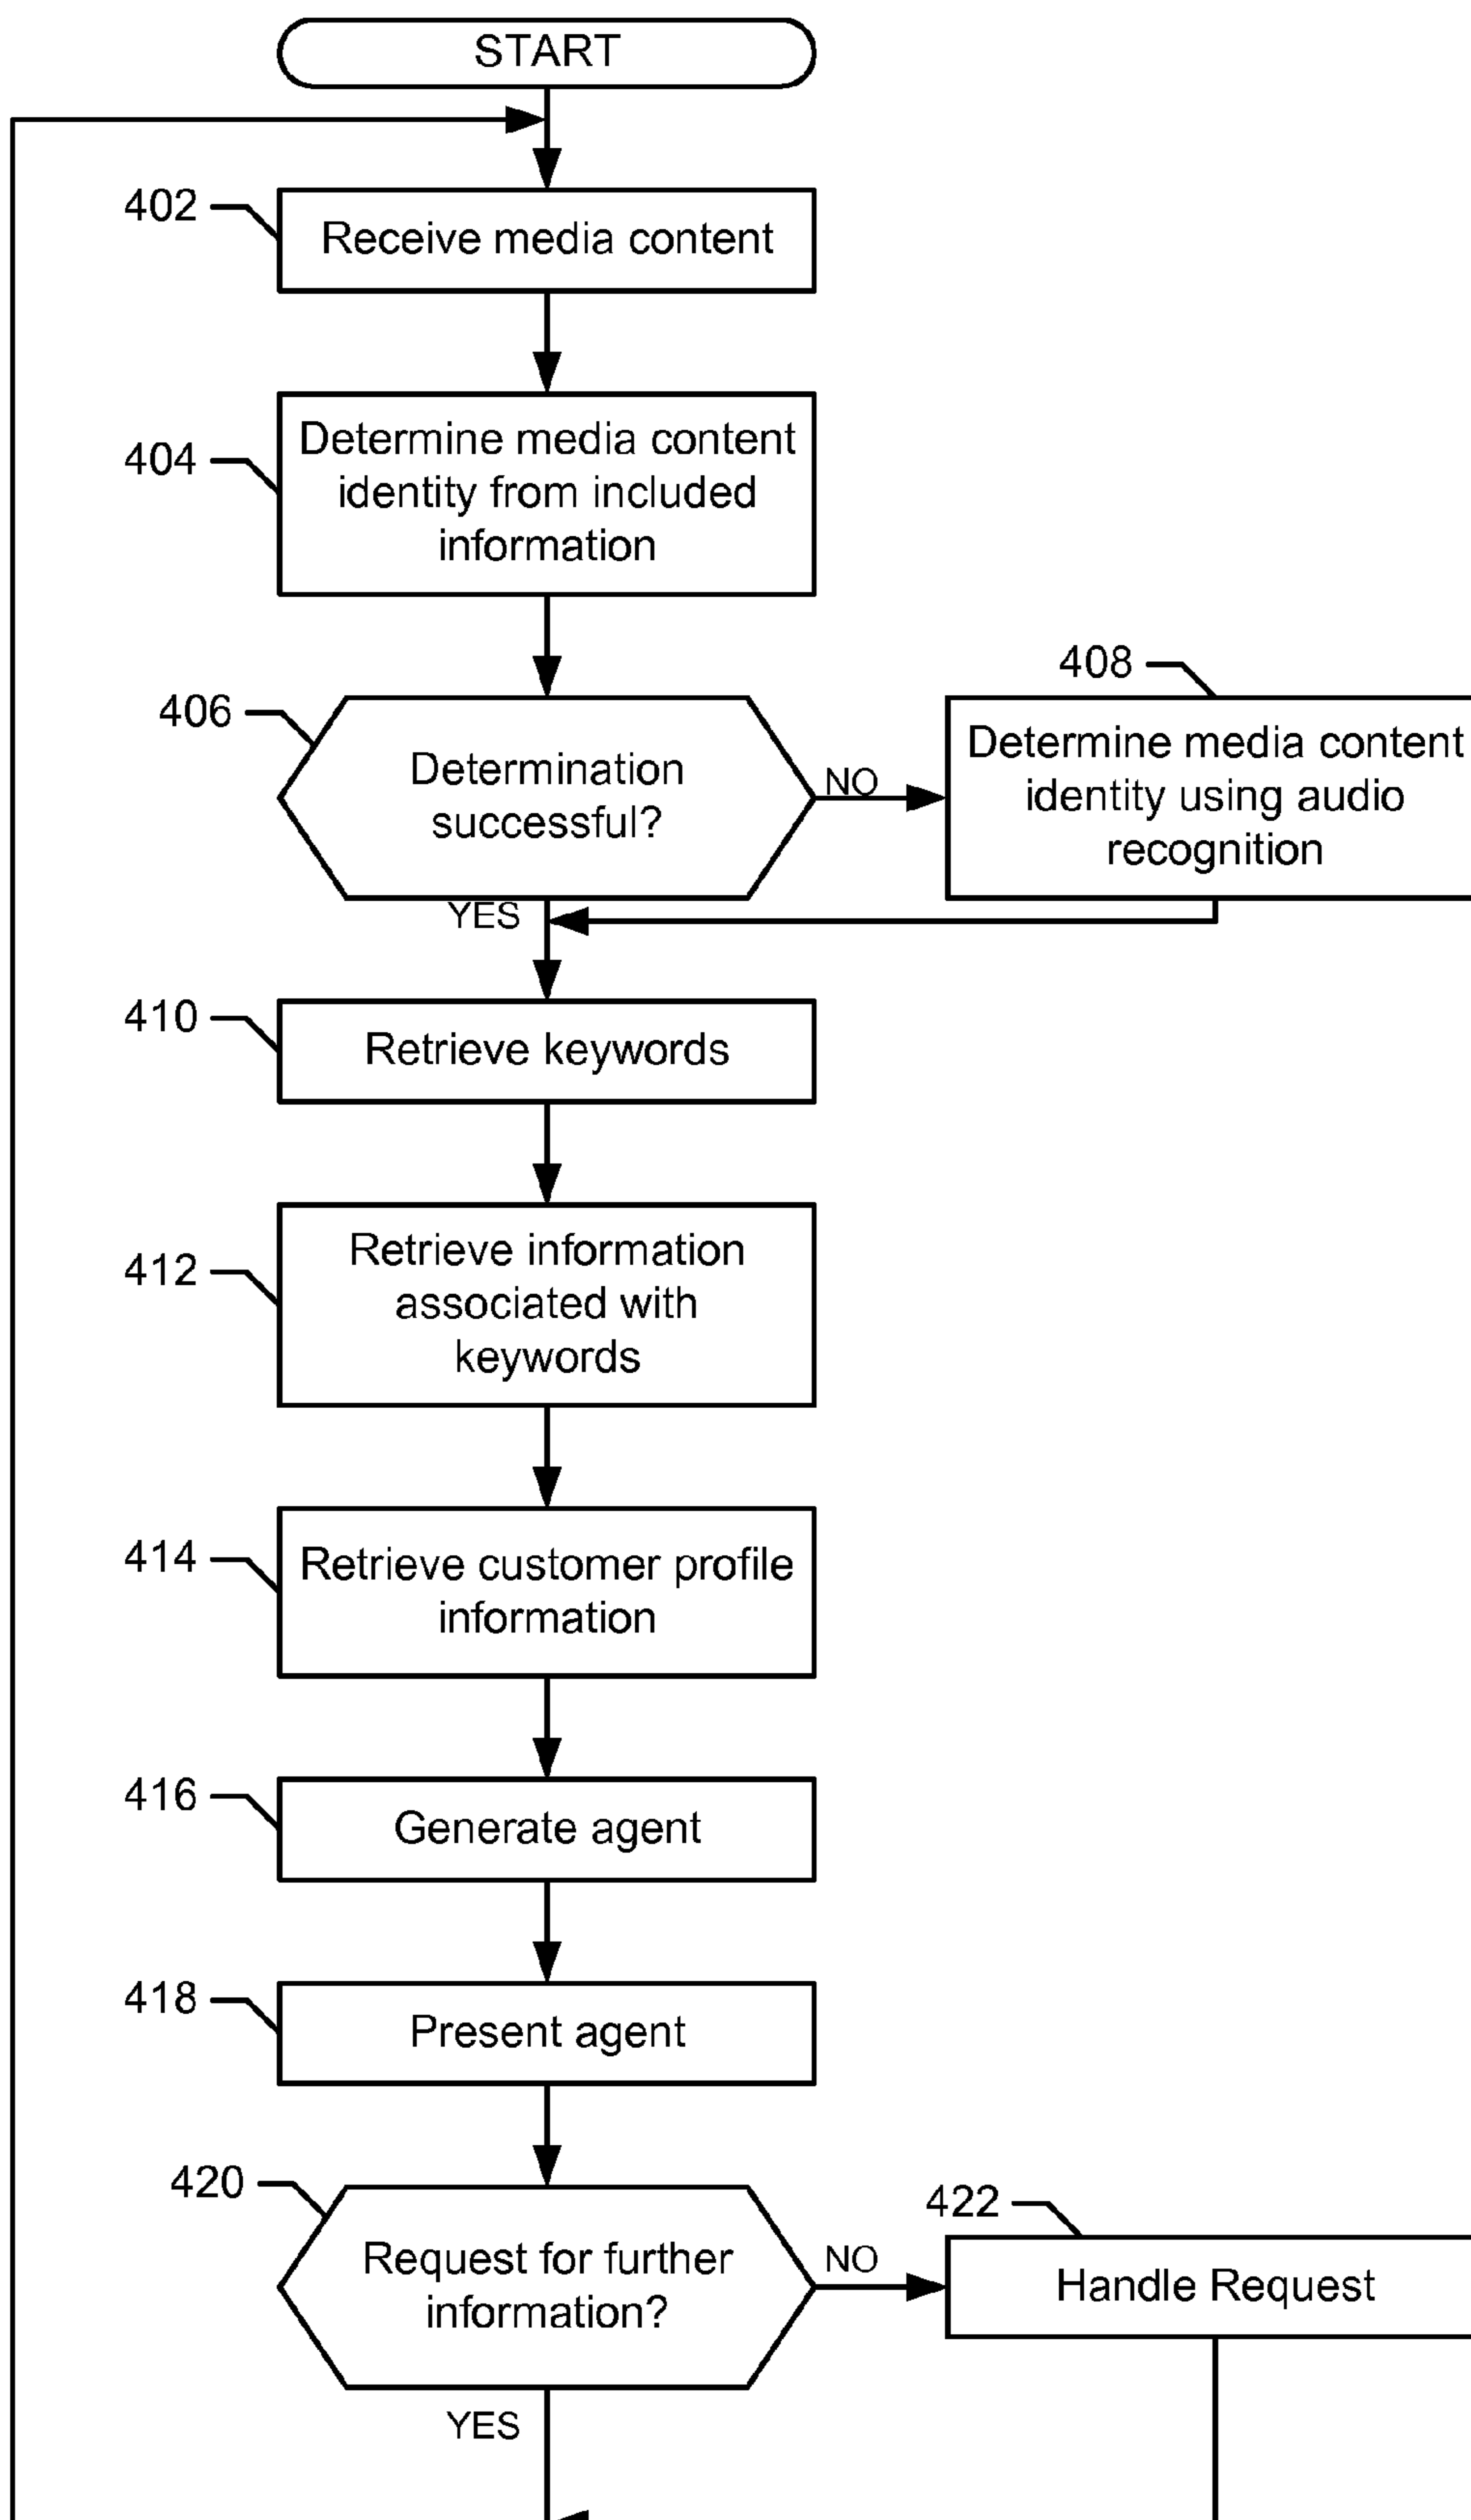 START
402
Receive media content
404
Determine media content
identity from included
information
406
Determination
successful?
NO
408
Determine media content
identity using audio
recognition
YES
410
Retrieve keywords
412
Retrieve information
associated with
keywords
414
Retrieve customer profile
information
416
Generate agent
418
Present agent
420
Request for further
information?
NO
422
Handle Request
YES